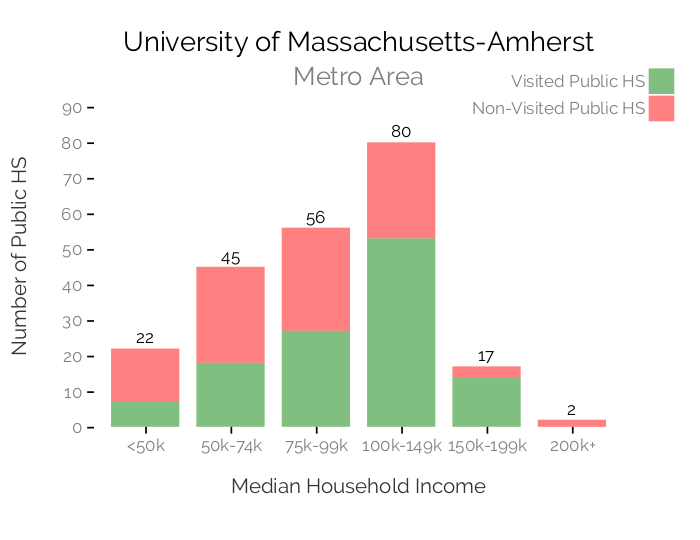 University of Massachusetts-Amherst
Metro Area
Visited Public HS
Non-Visited Public HS
Number of Public HS
90
80
70
60
50
40
30
20
10
0
22
45
56
80
17
2
<50k
50k-74k
75k-99k
100k-149k
150k-199k
200k+
Median Household Income